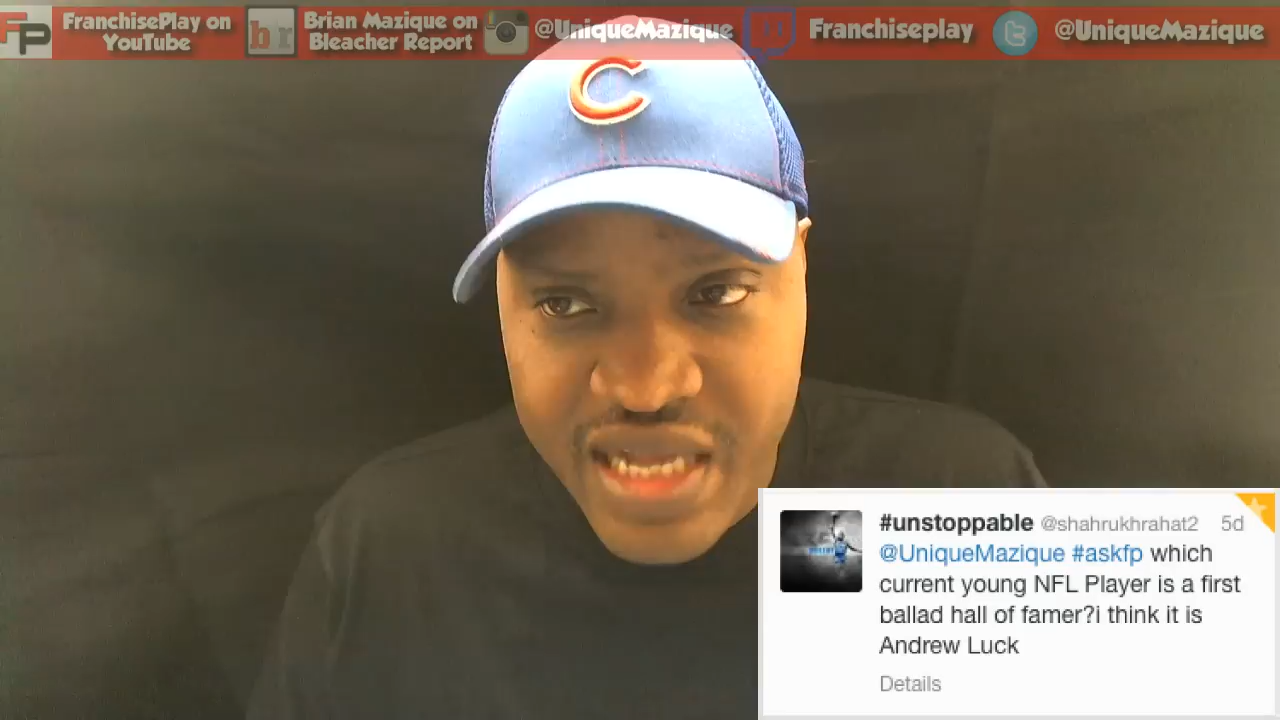 FP
FranchisePlay on
YouTube
br
Brian Mazique on
Bleacher Report
@UniqueMazique
Franchiseplay
@UniqueMazique
C
#unstoppable @shahrukhrahat2 5d
@UniqueMazique #askfp which
current young NFL Player is a first
ballad hall of famer?i think it is
Andrew Luck
Details